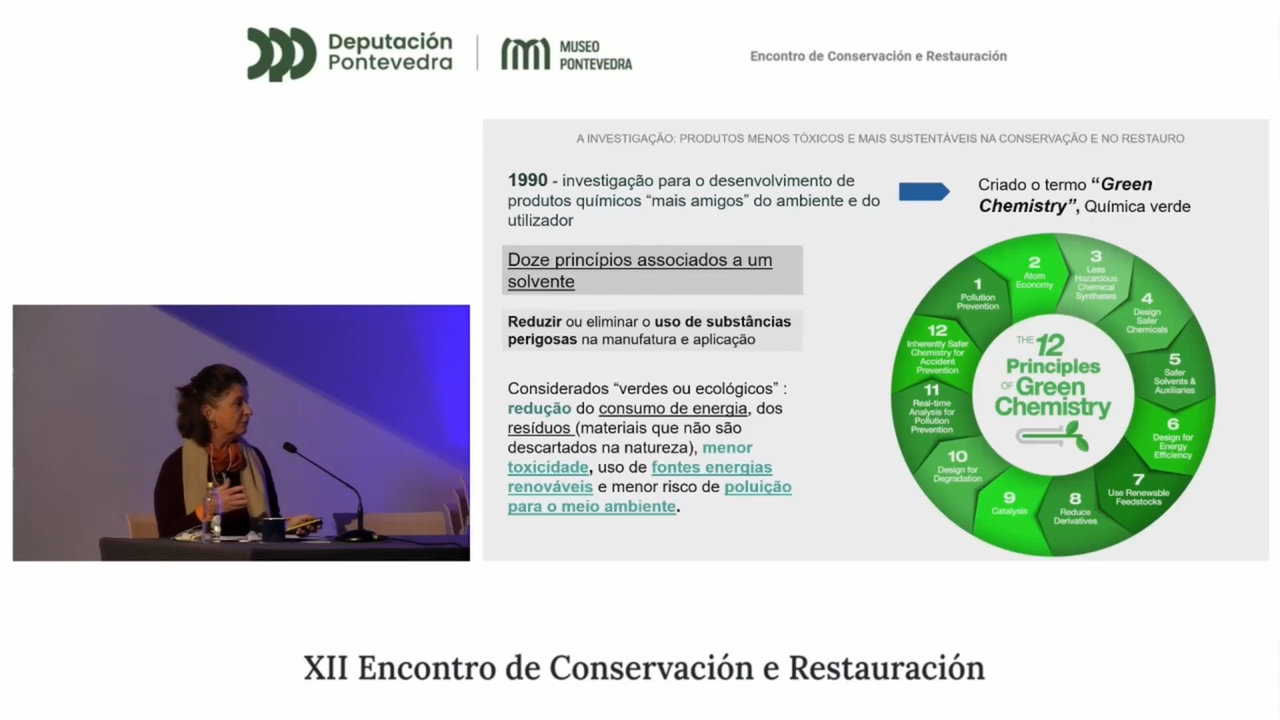 Deputación
Pontevedra
MUSEO
PONTEVEDRA
Encontro de Conservación e Restauración
A INVESTIGAÇÃO: PRODUTOS MENOS TÓXICOS E MAIS SUSTENTÁVEIS NA CONSERVAÇÃO E NO RESTAURO
1990 - investigação para o desenvolvimento de
produtos químicos “mais amigos” do ambiente e do
utilizador
Criado o termo “Green
Chemistry”, Química verde
Doze princípios associados a um
solvente
Reduzir ou eliminar o uso de substâncias
perigosas na manufatura e aplicação
Considerados “verdes ou ecológicos” :
redução do consumo de energia, dos
resíduos (materiais que não são
descartados na natureza), menor
toxicidade, uso de fontes energias
renováveis e menor risco de poluição
para o meio ambiente.
THE 12
Principles
OF Green
Chemistry
1
Pollution
Prevention
2
Atom
Economy
3
Less
Hazardous
Chemical
Syntheses
4
Design
Safer
Chemicals
5
Safer
Solvents &
Auxiliaries
6
Design for
Energy
Efficiency
7
Use Renewable
Feedstocks
8
Reduce
Derivatives
9
Catalysis
10
Design for
Degradation
11
Real-time
Analysis for
Pollution
Prevention
12
Inherently Safer
Chemistry for
Accident
Prevention
XII Encontro de Conservación e Restauración